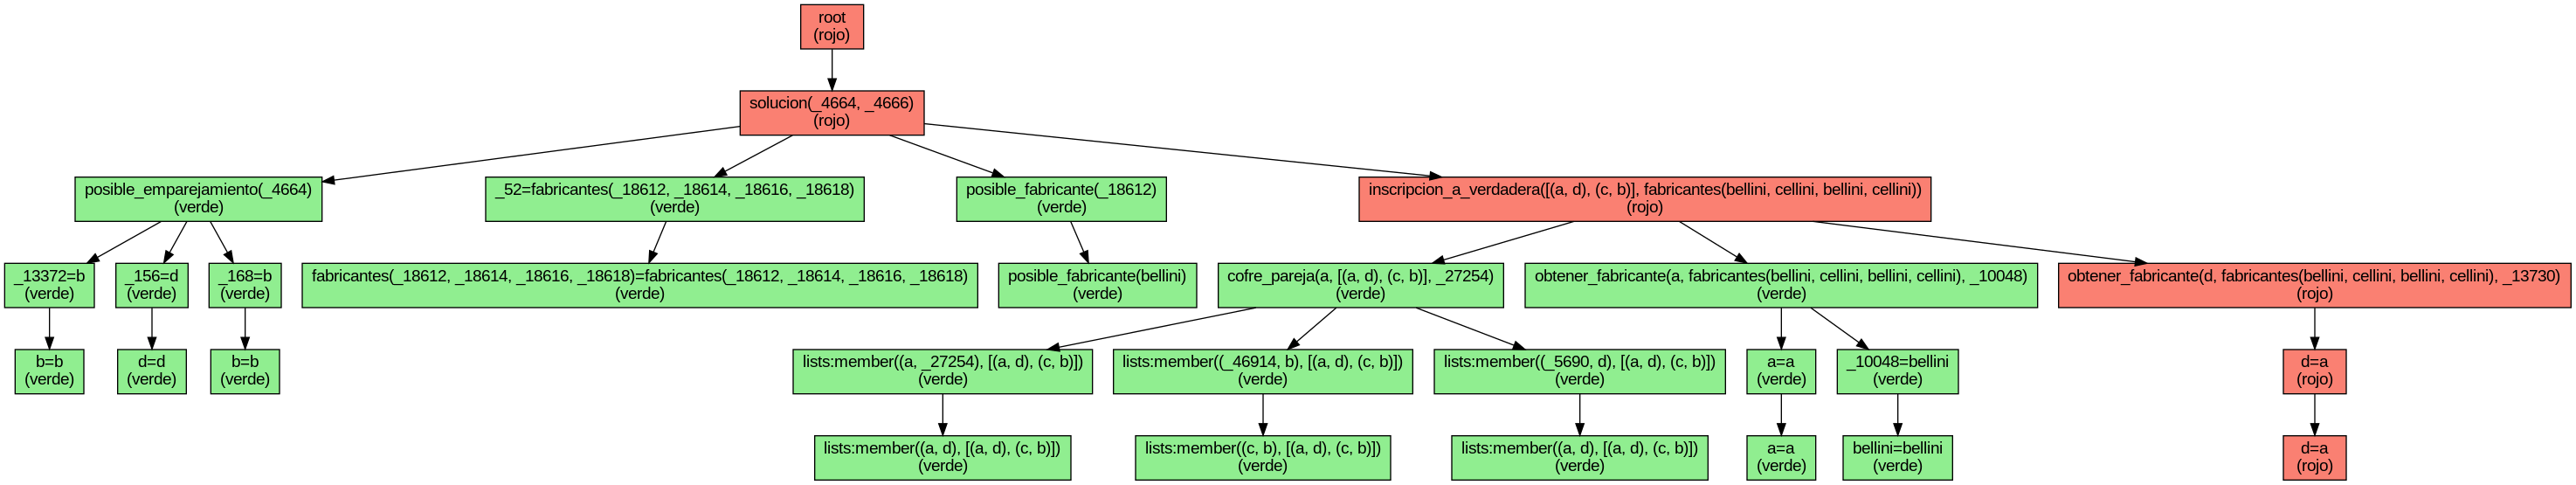 root
(rojo)
solucion(_4664, _4666)
(rojo)
posible_emparejamiento(_4664)
(verde)
_52=fabricantes(_18612, _18614, _18616, _18618)
(verde)
posible_fabricante(_18612)
(verde)
inscripcion_a_verdadera([(a, d), (c, b)], fabricantes(bellini, cellini, bellini, cellini))
(rojo)
_13372=b
(verde)
_156=d
(verde)
_168=b
(verde)
fabricantes(_18612, _18614, _18616, _18618)=fabricantes(_18612, _18614, _18616, _18618)
(verde)
posible_fabricante(bellini)
(verde)
cofre_pareja(a, [(a, d), (c, b)], _27254)
(verde)
obtener_fabricante(a, fabricantes(bellini, cellini, bellini, cellini), _10048)
(verde)
obtener_fabricante(d, fabricantes(bellini, cellini, bellini, cellini), _13730)
(rojo)
b=b
(verde)
d=d
(verde)
b=b
(verde)
lists:member((a, _27254), [(a, d), (c, b)])
(verde)
lists:member((_46914, b), [(a, d), (c, b)])
(verde)
lists:member((_5690, d), [(a, d), (c, b)])
(verde)
a=a
(verde)
_10048=bellini
(verde)
d=a
(rojo)
lists:member((a, d), [(a, d), (c, b)])
(verde)
lists:member((c, b), [(a, d), (c, b)])
(verde)
lists:member((a, d), [(a, d), (c, b)])
(verde)
a=a
(verde)
bellini=bellini
(verde)
d=a
(rojo)